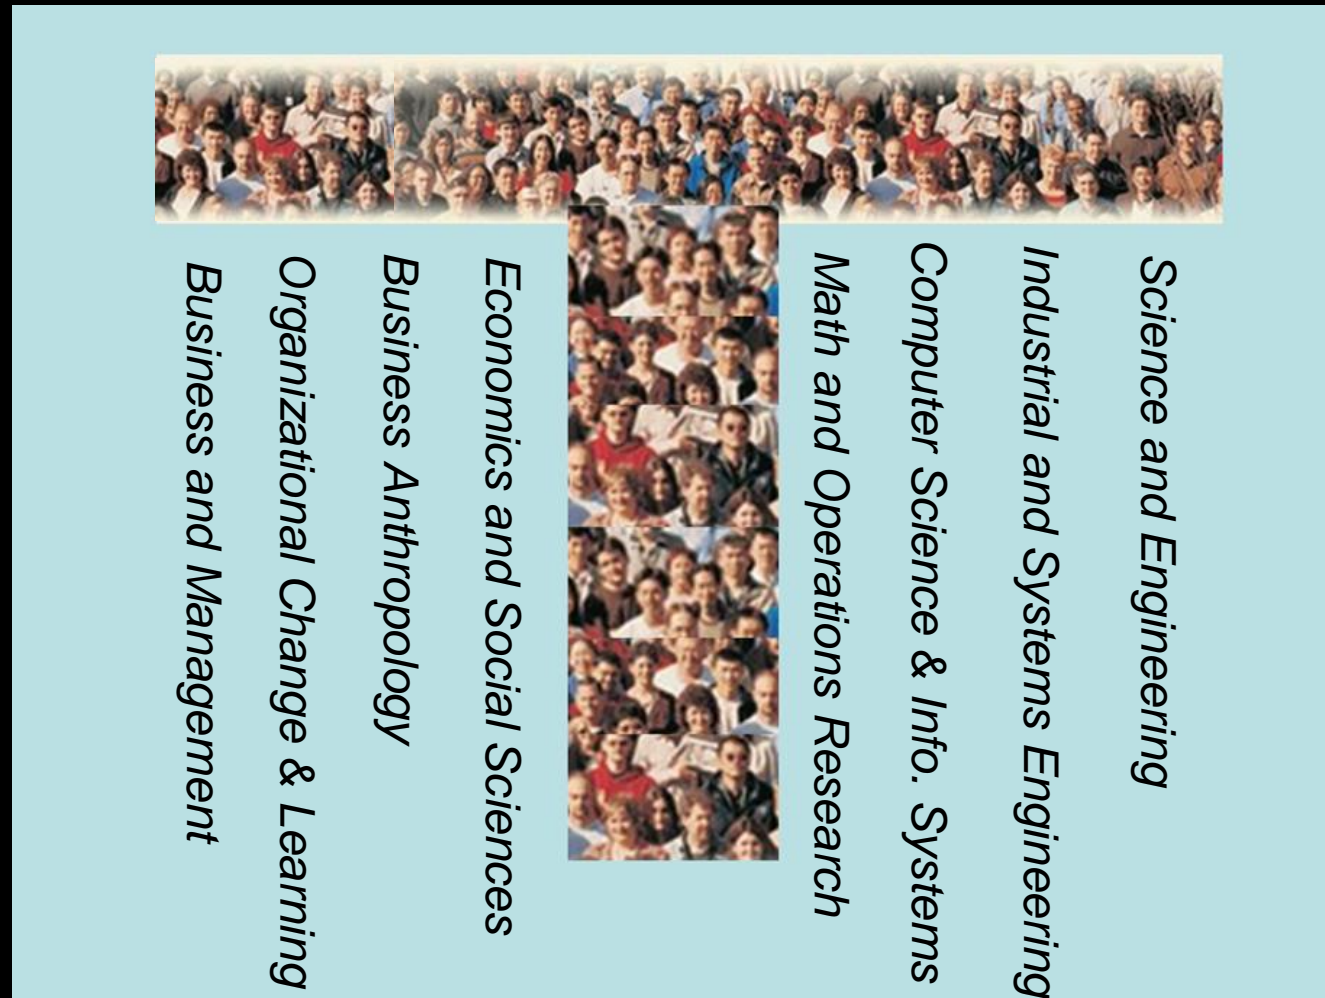 Business and Management
Organizational Change & Learning
Business Anthropology
Economics and Social Sciences
Math and Operations Research
Computer Science & Info. Systems
Industrial and Systems Engineering
Science and Engineering